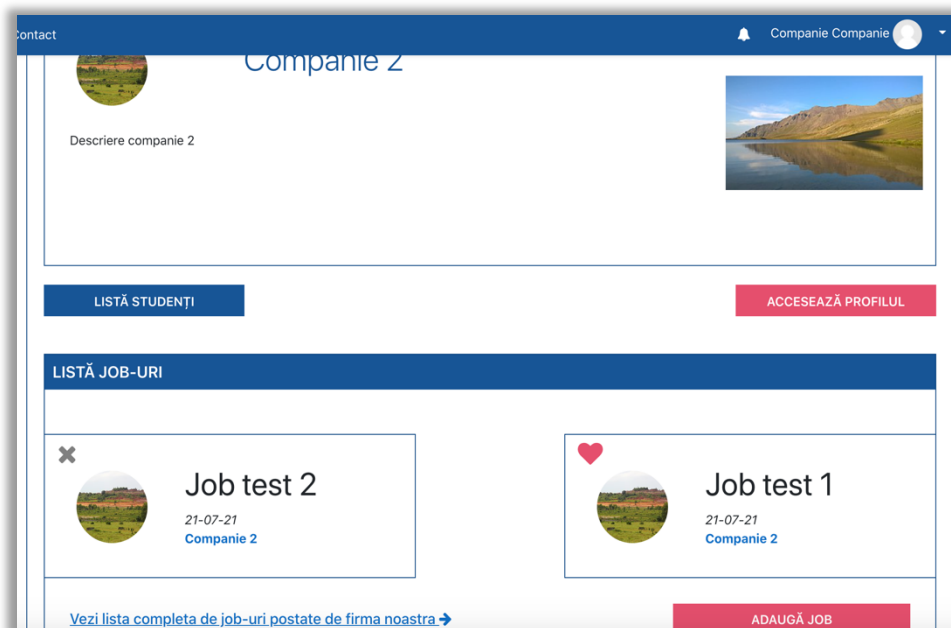 Contact
Companie Companie
Companie 2
Descriere companie 2
LISTĂ STUDENȚI
ACCESEAZĂ PROFILUL
LISTĂ JOB-URI
Job test 2
21-07-21
Companie 2
Job test 1
21-07-21
Companie 2
Vezi lista completa de job-uri postate de firma noastra
ADAUGĂ JOB